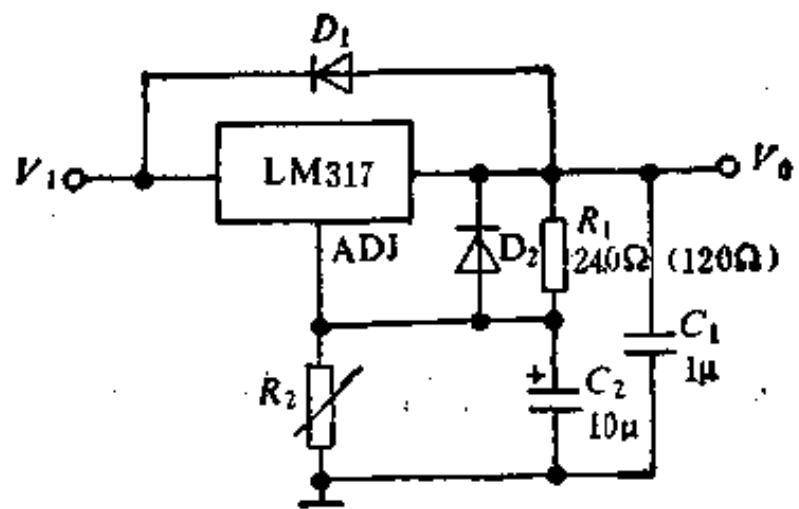 D₁
V₁
LM317
V₀
ADJ
D₂
R₁
240Ω (120Ω)
R₂
+
C₂
10μ
C₁
1μ